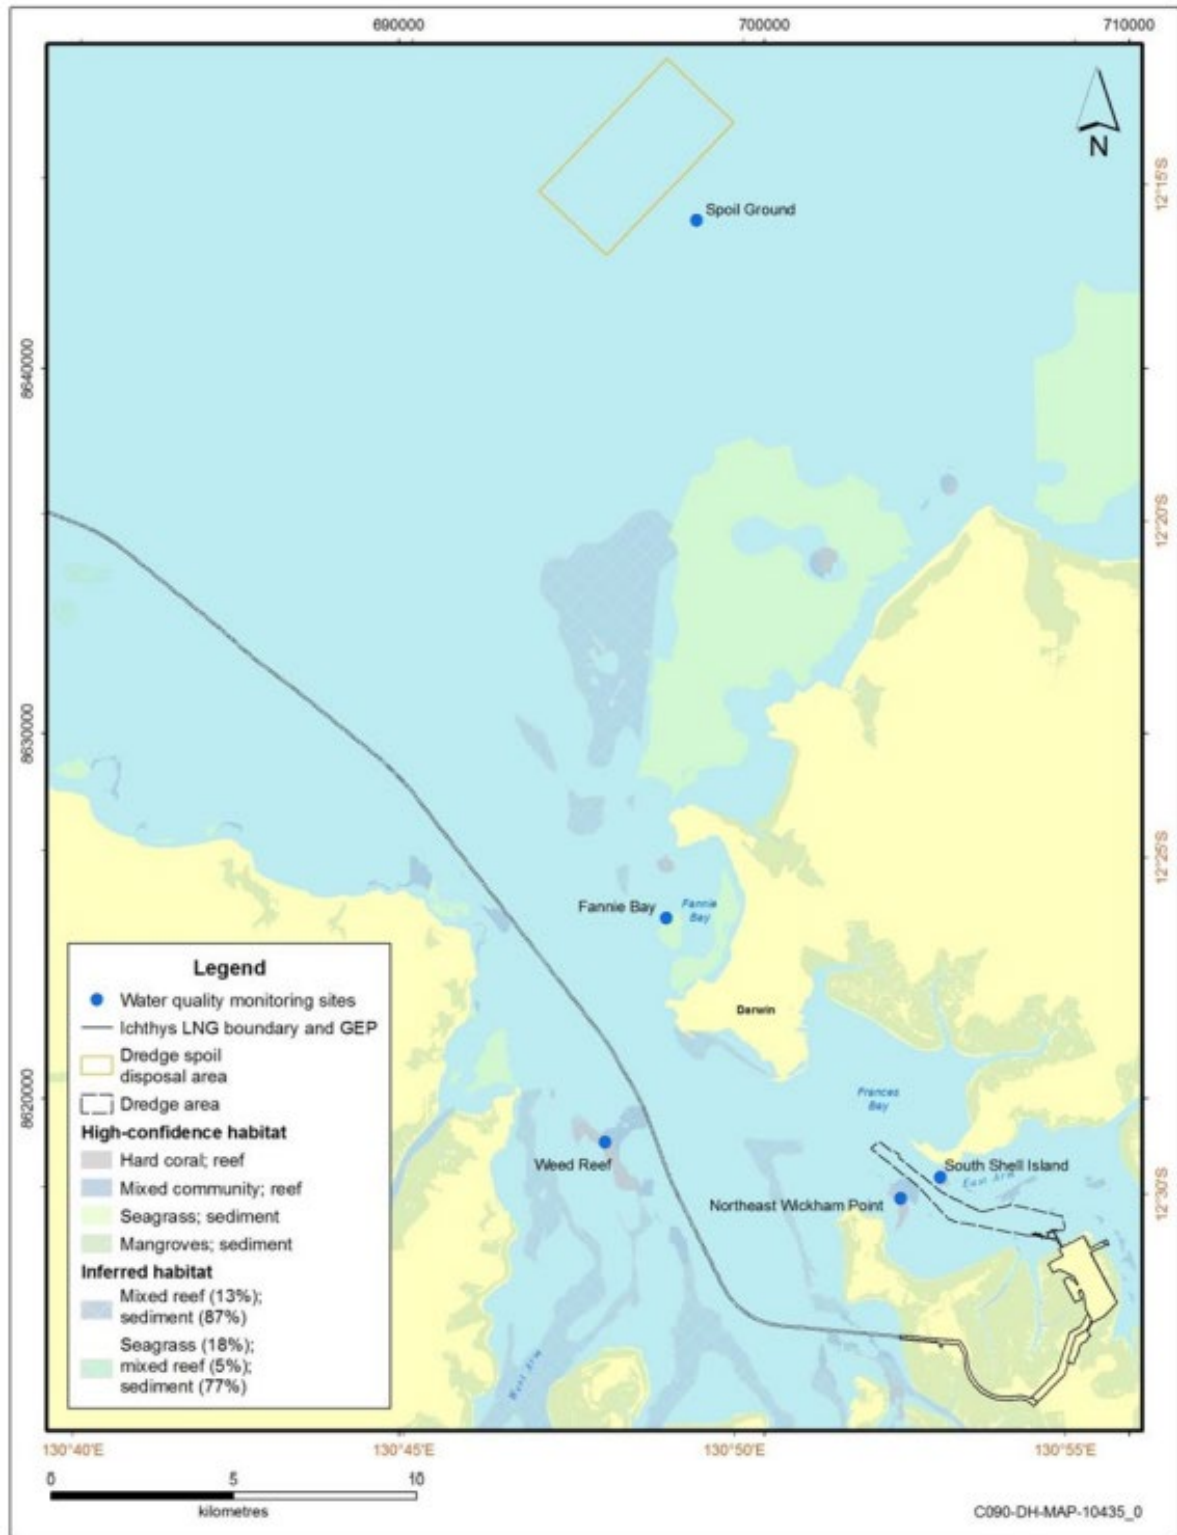 690000
700000
710000
N
12°15'S
Spoil Ground
8640000
12°20'S
8630000
12°25'S
Fannie Bay
Fannie
Bay
Darwin
8620000
Frances
Bay
Weed Reef
South Shell Island
East Arm
Northeast Wickham Point
12°30'S
West Arm
Legend
Water quality monitoring sites
Ichthys LNG boundary and GEP
Dredge spoil
disposal area
Dredge area
High-confidence habitat
Hard coral; reef
Mixed community; reef
Seagrass; sediment
Mangroves; sediment
Inferred habitat
Mixed reef (13%);
sediment (87%)
Seagrass (18%);
mixed reef (5%);
sediment (77%)
130°40'E
130°45'E
130°50'E
130°55'E
0 5 10
kilometres
C090-DH-MAP-10435_0